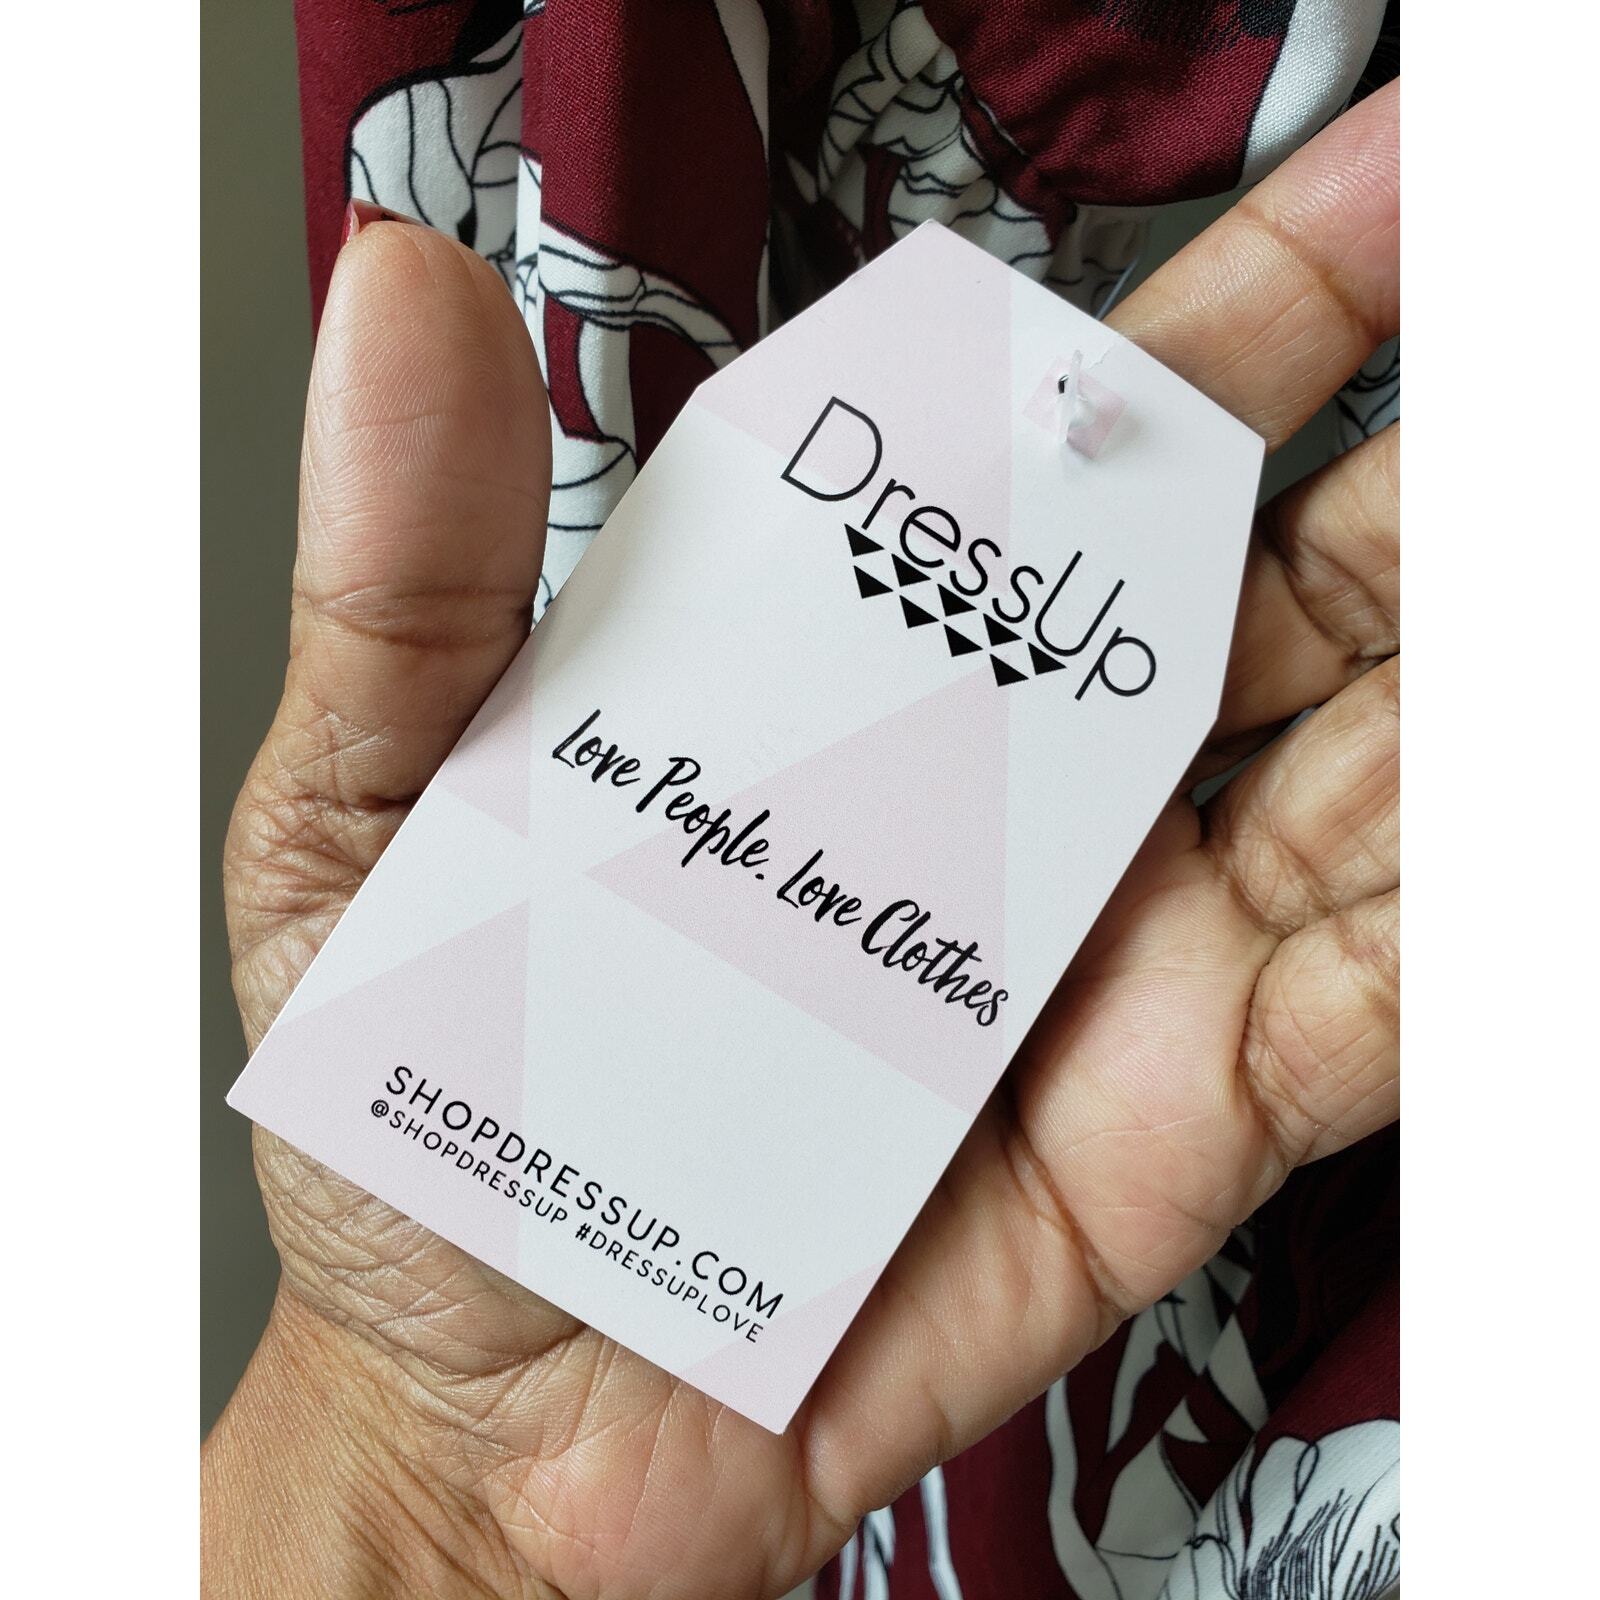 DressUp
Love People. Love Clothes
SHOPDRESSUP.COM
@SHOPDRESSUP #DRESSUPLOVE